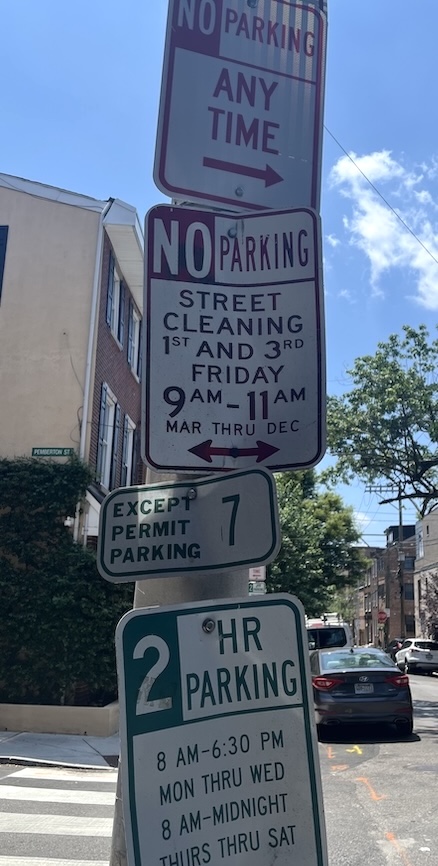 NO PARKING
ANY
TIME
NO PARKING
STREET
CLEANING
1ST AND 3RD
FRIDAY
9AM-11AM
MAR THRU DEC
PEMBERTON ST
EXCEPT
PERMIT
PARKING
7
2 HR
PARKING
8 AM-6:30 PM
MON THRU WED
8 AM-MIDNIGHT
THURS THRU SAT